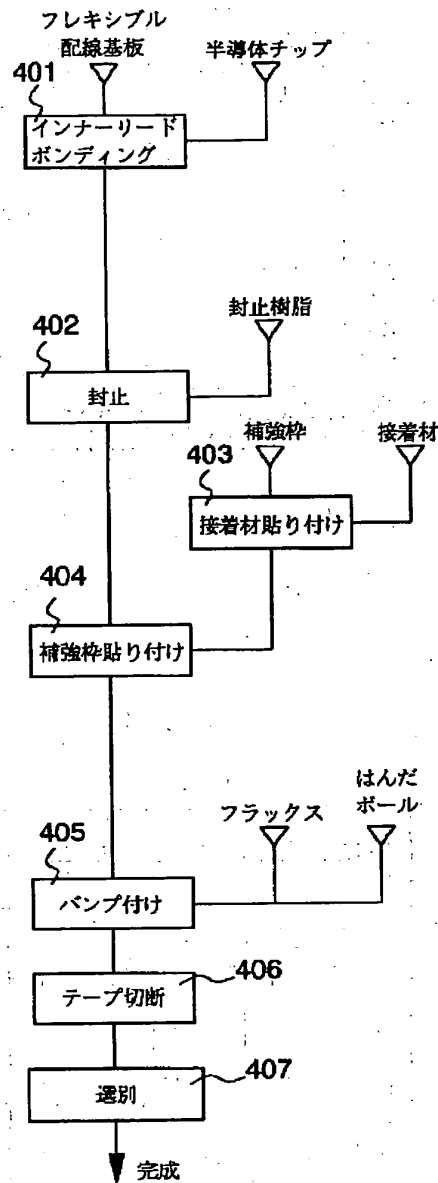 フレキシブル
配線基板
半導体チップ
401
インナーリード
ボンディング
封止樹脂
402
封止
補強枠
接着材
403
接着材貼り付け
404
補強枠貼り付け
はんだ
ボール
フラックス
405
バンプ付け
406
テープ切断
407
選別
完成